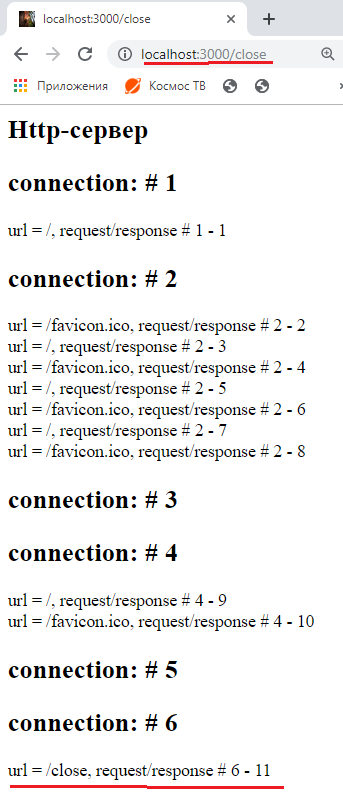 localhost:3000/close
localhost:3000/close
Приложения
Космос ТВ
Http-сервер
connection: # 1
url = /, request/response # 1 - 1
connection: # 2
url = /favicon.ico, request/response # 2 - 2
url = /, request/response # 2 - 3
url = /favicon.ico, request/response # 2 - 4
url = /, request/response # 2 - 5
url = /favicon.ico, request/response # 2 - 6
url = /, request/response # 2 - 7
url = /favicon.ico, request/response # 2 - 8
connection: # 3
connection: # 4
url = /, request/response # 4 - 9
url = /favicon.ico, request/response # 4 - 10
connection: # 5
connection: # 6
url = /close, request/response # 6 - 11